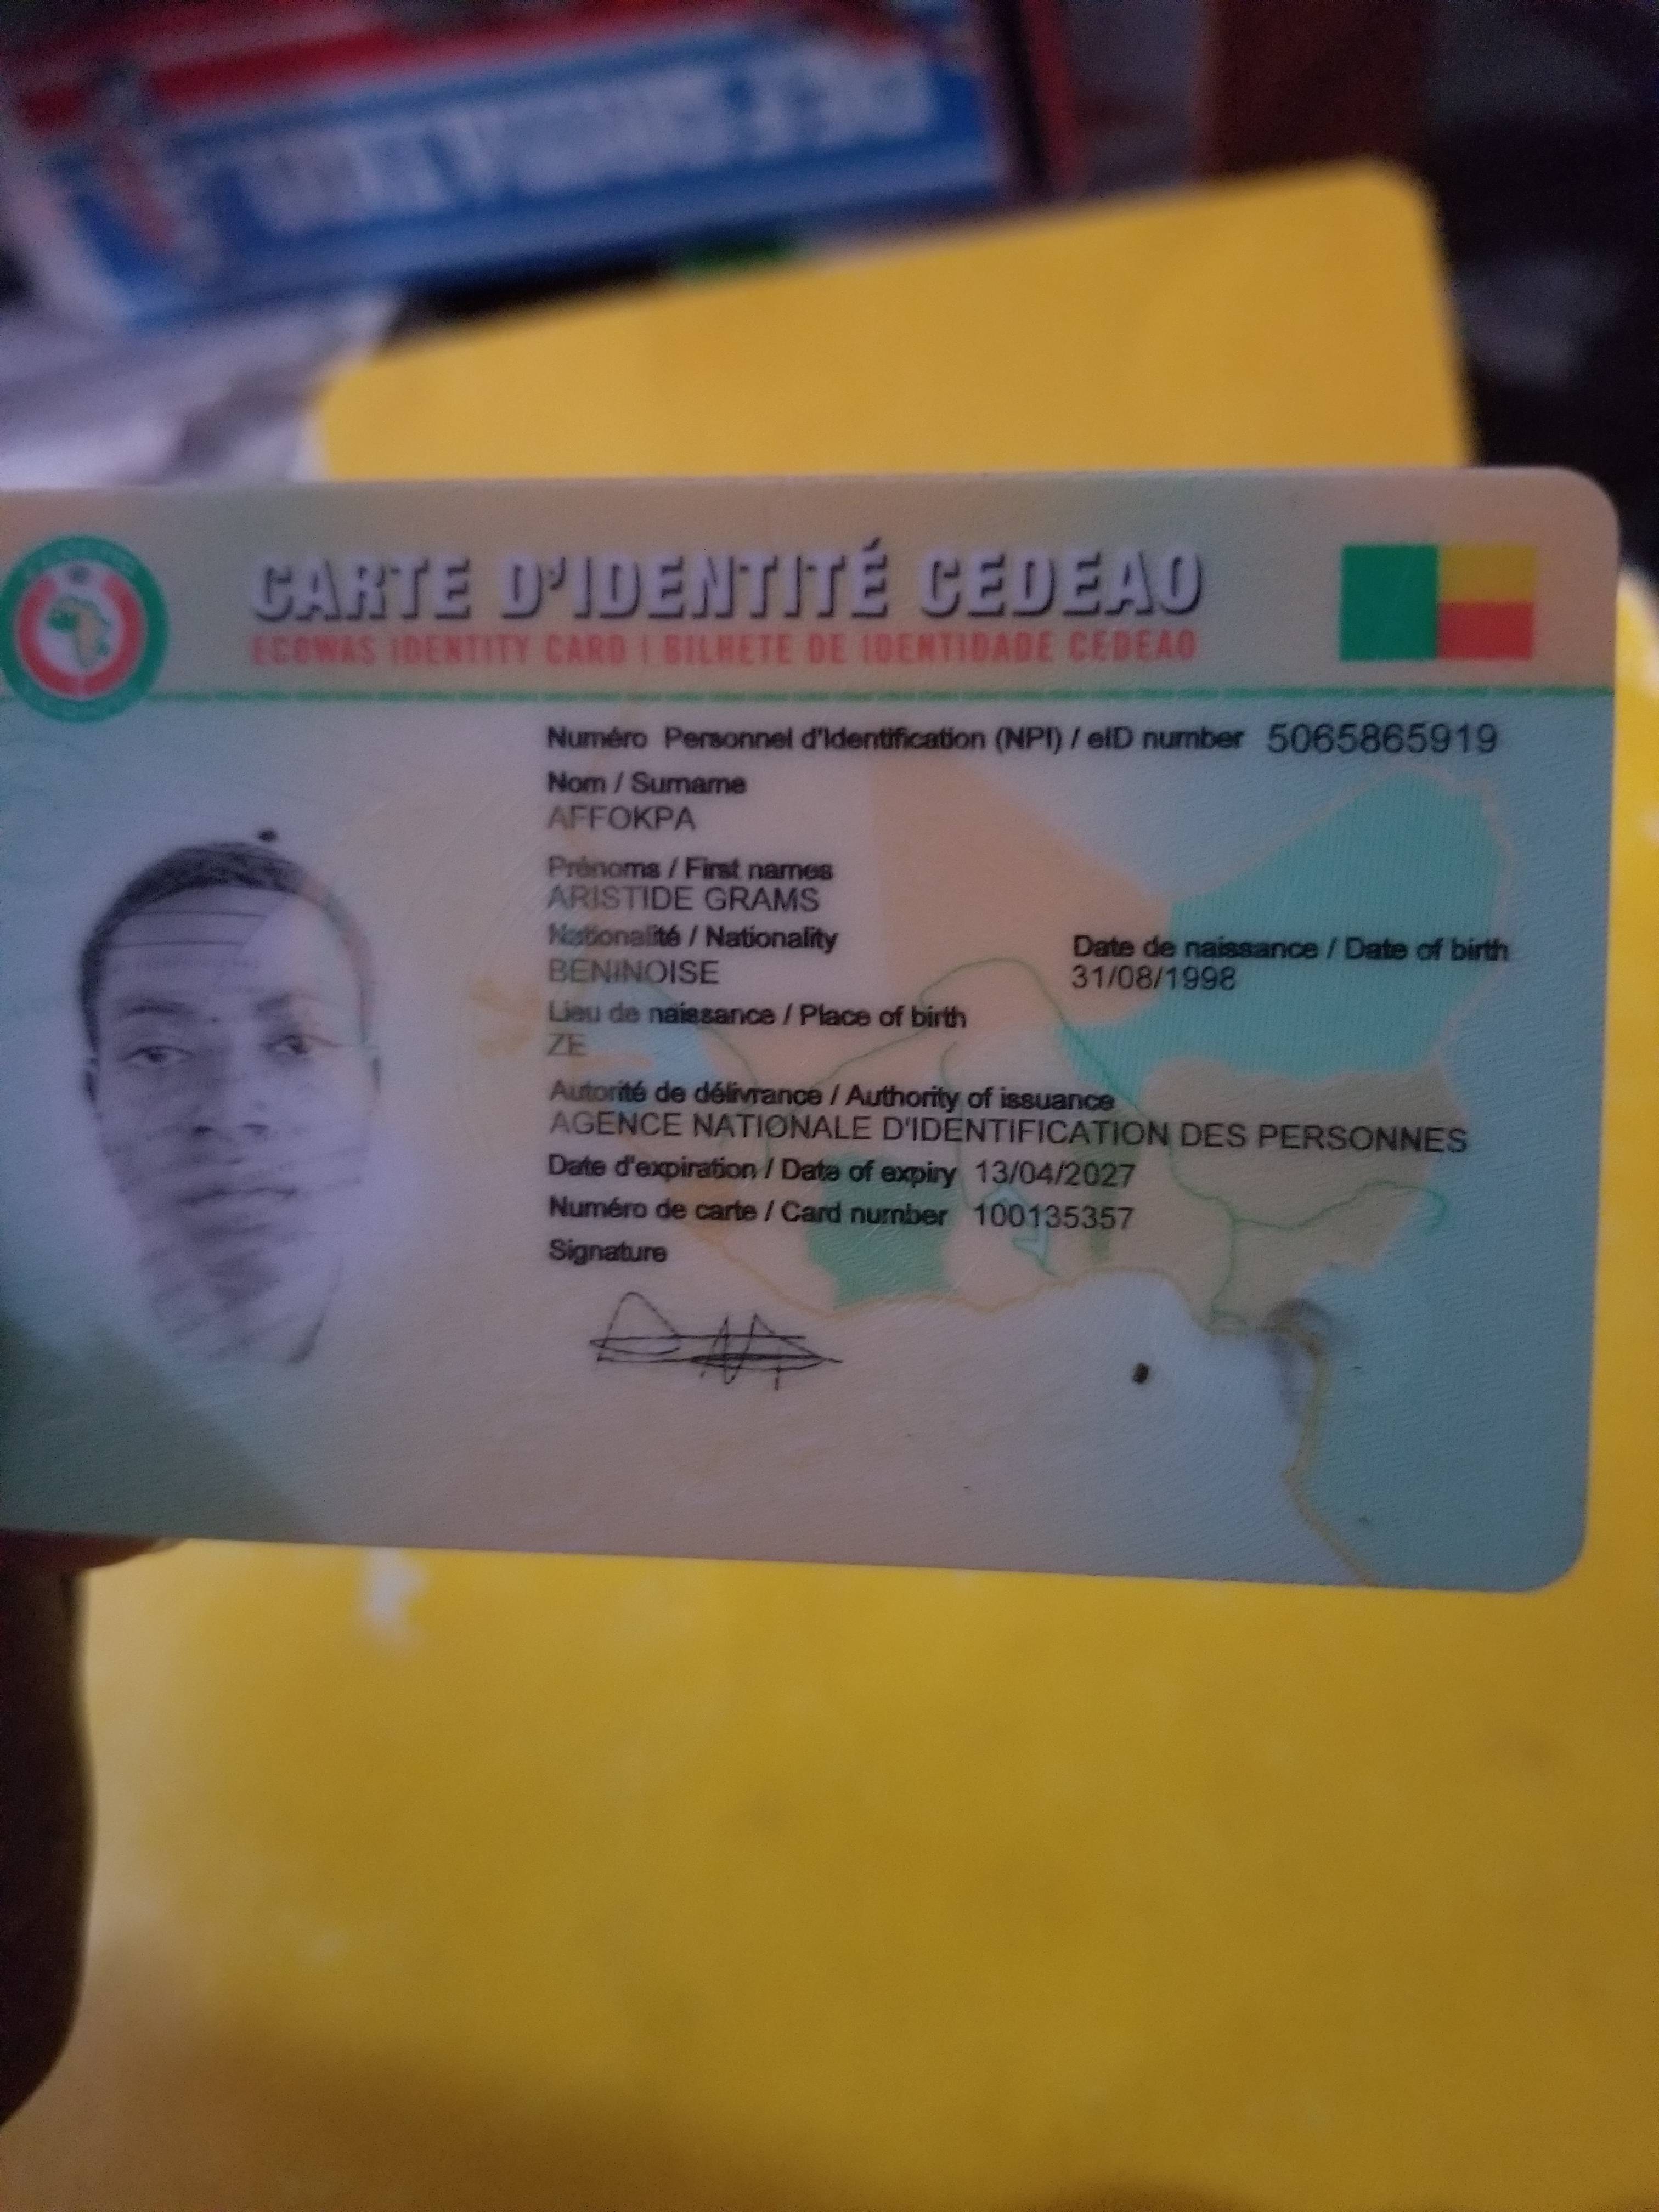 CARTE D'IDENTITÉ CEDEAO
ECOWAS IDENTITY CARD | BILHETE DE IDENTIDADE CEDEAO
Numéro Personnel d'Identification (NPI) / eID number 5065865919
Nom / Surname
AFFOKPA
Prénoms / First names
ARISTIDE GRAMS
Nationalité / Nationality
BENINOISE
Date de naissance / Date of birth
31/08/1998
Lieu de naissance / Place of birth
ZE
Autorité de délivrance / Authority of issuance
AGENCE NATIONALE D'IDENTIFICATION DES PERSONNES
Date d'expiration / Date of expiry 13/04/2027
Numéro de carte / Card number 100135357
Signature